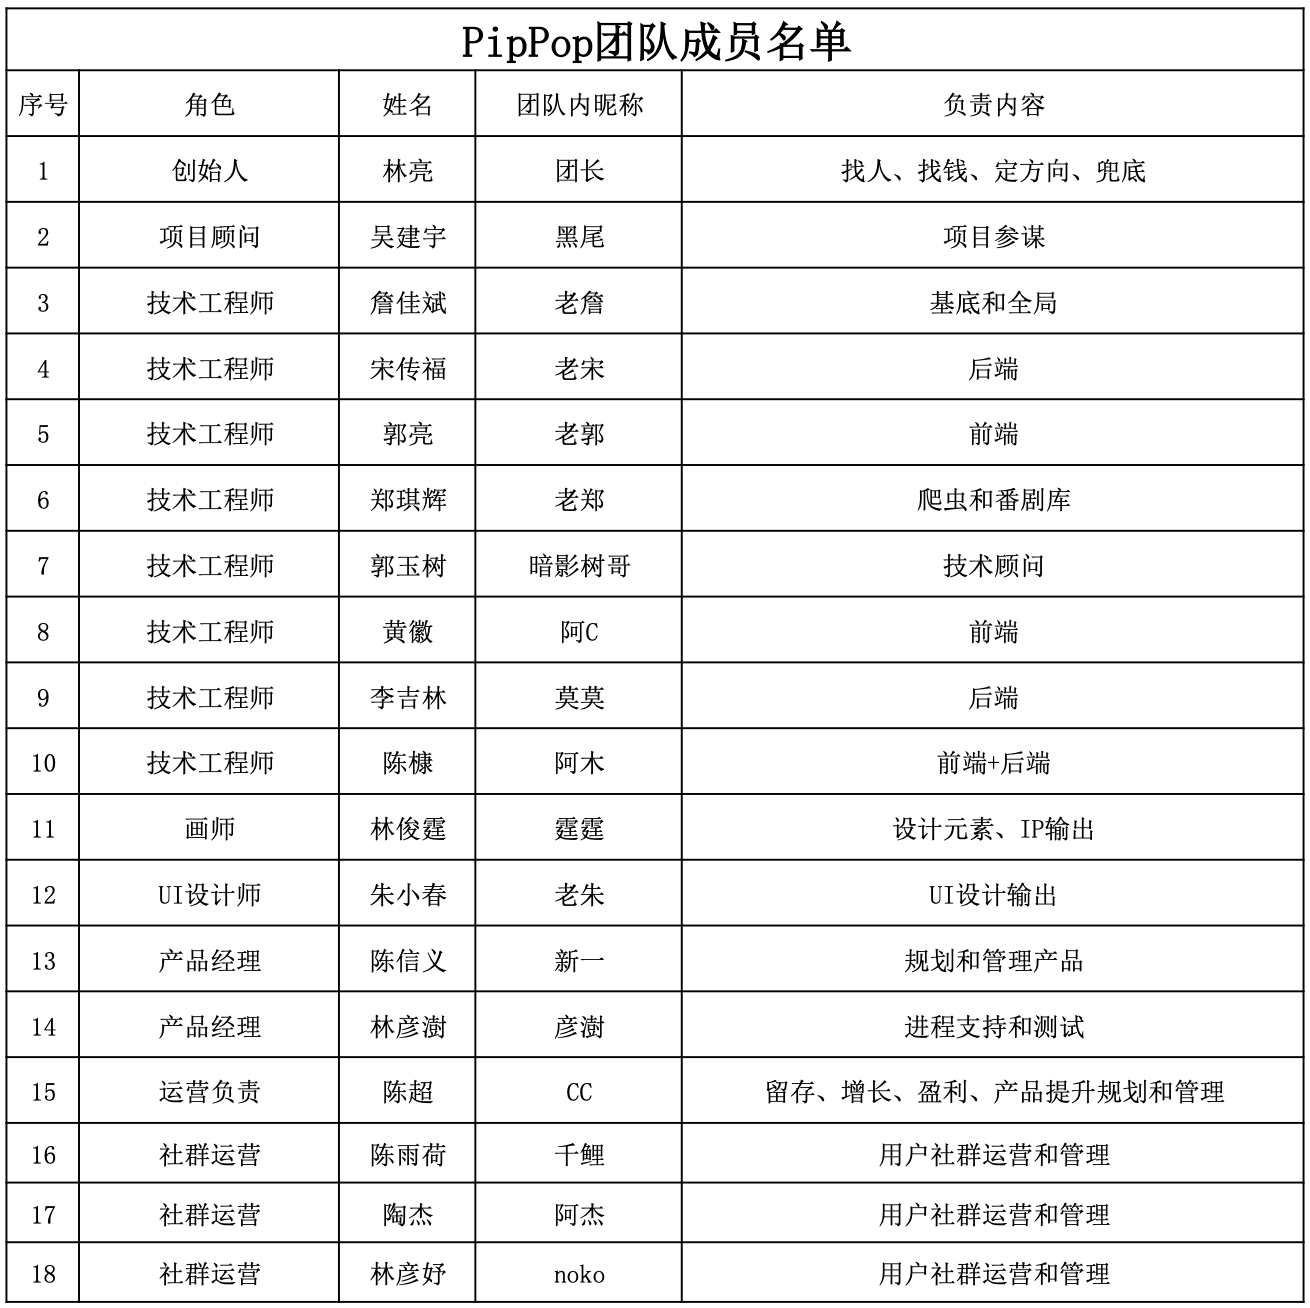 PipPop团队成员名单
序号 角色 姓名 团队内昵称 负责内容
1 创始人 林亮 团长 找人、找钱、定方向、兜底
2 项目顾问 吴建宇 黑尾 项目参谋
3 技术工程师 詹佳斌 老詹 基底和全局
4 技术工程师 宋传福 老宋 后端
5 技术工程师 郭亮 老郭 前端
6 技术工程师 郑琪辉 老郑 爬虫和番剧库
7 技术工程师 郭玉树 暗影树哥 技术顾问
8 技术工程师 黄徽 阿C 前端
9 技术工程师 李吉林 莫莫 后端
10 技术工程师 陈槺 阿木 前端+后端
11 画师 林俊霆 霆霆 设计元素、IP输出
12 UI设计师 朱小春 老朱 UI设计输出
13 产品经理 陈信义 新一 规划和管理产品
14 产品经理 林彦澍 彦澍 进程支持和测试
15 运营负责 陈超 CC 留存、增长、盈利、产品提升规划和管理
16 社群运营 陈雨荷 千鲤 用户社群运营和管理
17 社群运营 陶杰 阿杰 用户社群运营和管理
18 社群运营 林彦妤 noko 用户社群运营和管理